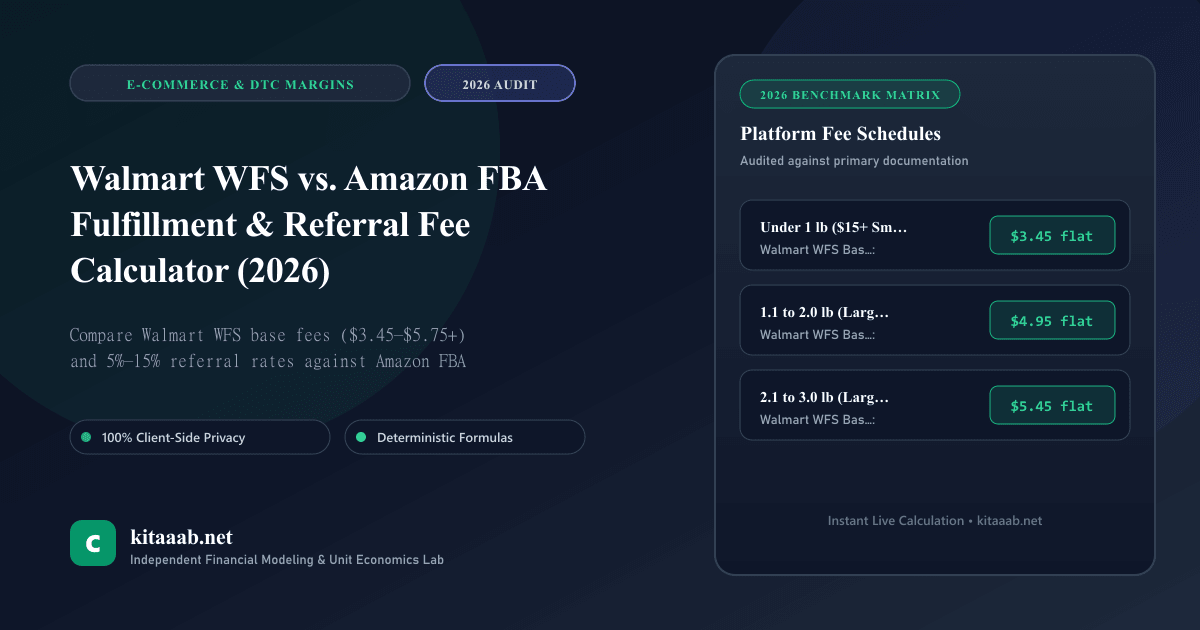 E-COMMERCE & DTC MARGINS
2026 AUDIT
Walmart WFS vs. Amazon FBA
Fulfillment & Referral Fee
Calculator (2026)
Compare Walmart WFS base fees ($3.45–$5.75+)
and 5%–15% referral rates against Amazon FBA
100% Client-Side Privacy
Deterministic Formulas
C
kitaaab.net
Independent Financial Modeling & Unit Economics Lab
2026 BENCHMARK MATRIX
Platform Fee Schedules
Audited against primary documentation
Under 1 lb ($15+ Sm…
Walmart WFS Bas…:
$3.45 flat
1.1 to 2.0 lb (Larg…
Walmart WFS Bas…:
$4.95 flat
2.1 to 3.0 lb (Larg…
Walmart WFS Bas…:
$5.45 flat
Instant Live Calculation • kitaaab.net